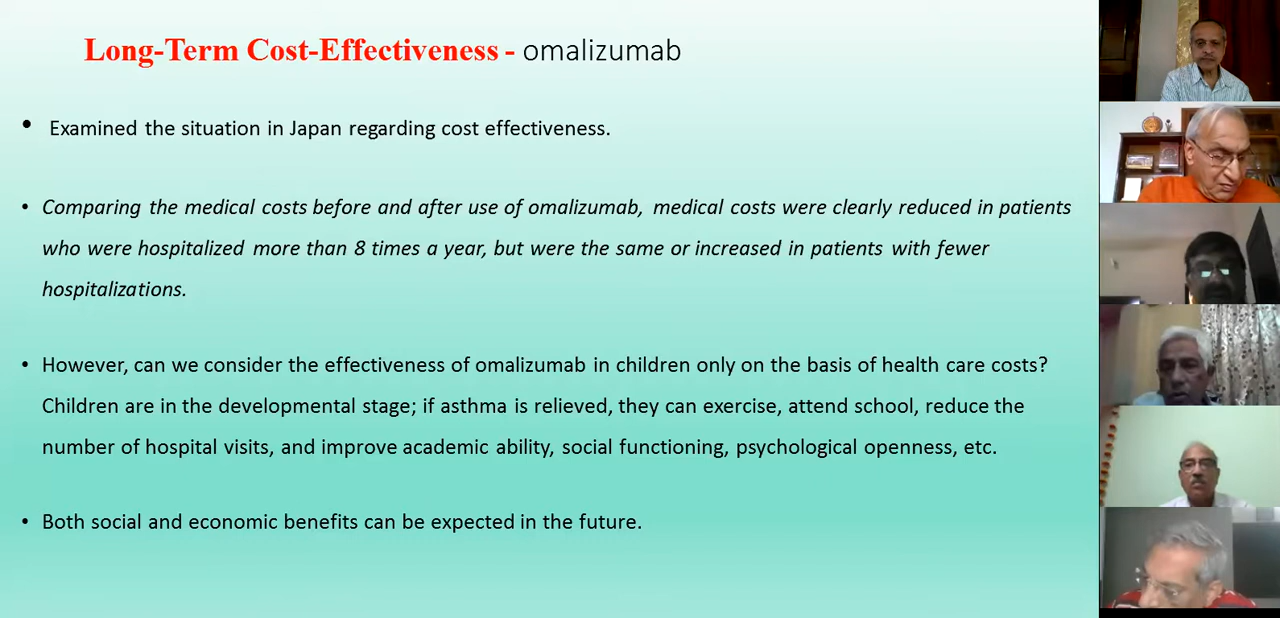 Long-Term Cost-Effectiveness - omalizumab
• Examined the situation in Japan regarding cost effectiveness.
• Comparing the medical costs before and after use of omalizumab, medical costs were clearly reduced in patients
who were hospitalized more than 8 times a year, but were the same or increased in patients with fewer
hospitalizations.
• However, can we consider the effectiveness of omalizumab in children only on the basis of health care costs?
Children are in the developmental stage; if asthma is relieved, they can exercise, attend school, reduce the
number of hospital visits, and improve academic ability, social functioning, psychological openness, etc.
• Both social and economic benefits can be expected in the future.